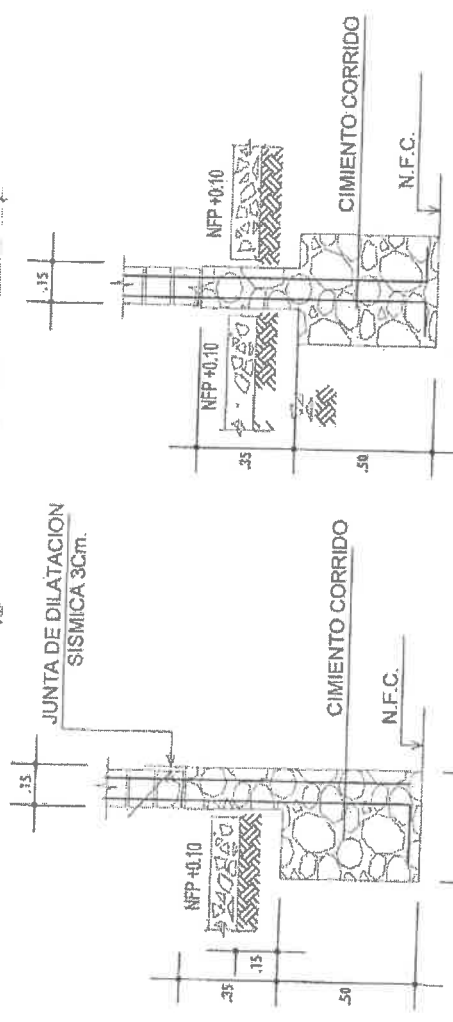 .15
JUNTA DE DILATACION
SISMICA 3Cm.
NFP +0.10
.35
.15
.50
CIMIENTO CORRIDO
N.F.C.
.15
NFP +0.10
NFP +0.10
.35
.50
CIMIENTO CORRIDO
N.F.C.